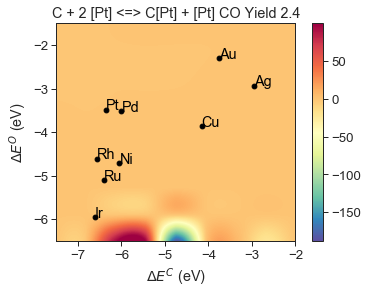 C + 2 [Pt] <=> C[Pt] + [Pt] CO Yield 2.4
Au
Ag
Pt
Pd
Cu
Rh
Ni
Ru
Ir
−2
−3
−4
−5
−6
ΔE^O (eV)
−7
−6
−5
−4
−3
−2
ΔE^C (eV)
50
0
−50
−100
−150